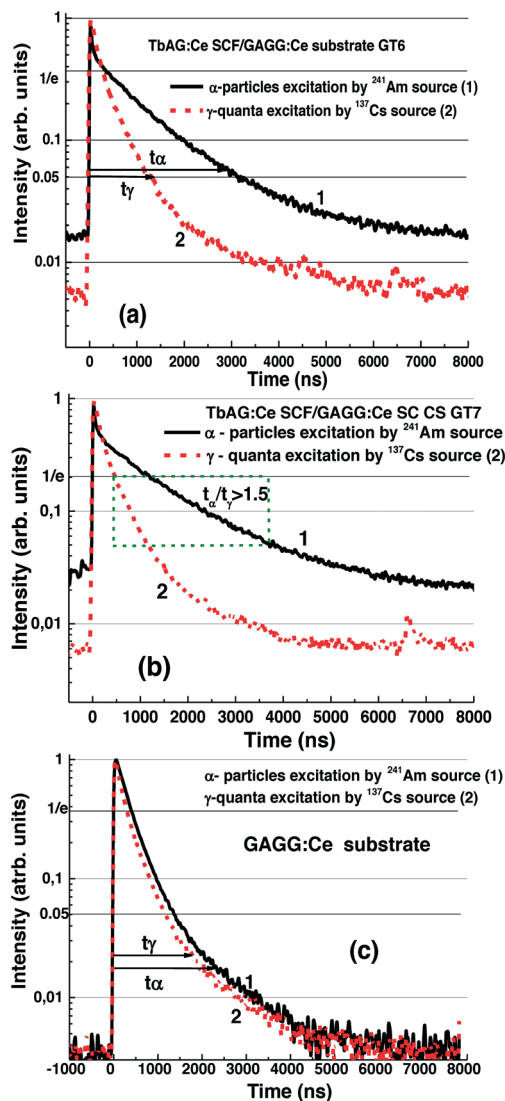 TbAG:Ce SCF/GAGG:Ce substrate GT6
α-particles excitation by ²⁴¹Am source (1)
γ-quanta excitation by ¹³⁷Cs source (2)
Intensity (arb. units)
1
1/e
0.1
0.05
0.01
tα
tγ
1
2
(a)
0 1000 2000 3000 4000 5000 6000 7000 8000
Time (ns)
TbAG:Ce SCF/GAGG:Ce SC CS GT7
α - particles excitation by ²⁴¹Am source
γ - quanta excitation by ¹³⁷Cs source (2)
Intensity (arb. units)
1
1/e
0,1
0,01
tα/tγ>1.5
1
2
(b)
0 1000 2000 3000 4000 5000 6000 7000 8000
Time (ns)
α- particles excitation by ²⁴¹Am source (1)
γ-quanta excitation by ¹³⁷Cs source (2)
GAGG:Ce substrate
Intensity (atrb. units)
1
1/e
0,1
0.05
0,01
tγ
tα
1
2
(c)
-1000 0 1000 2000 3000 4000 5000 6000 7000 8000
Time (ns)